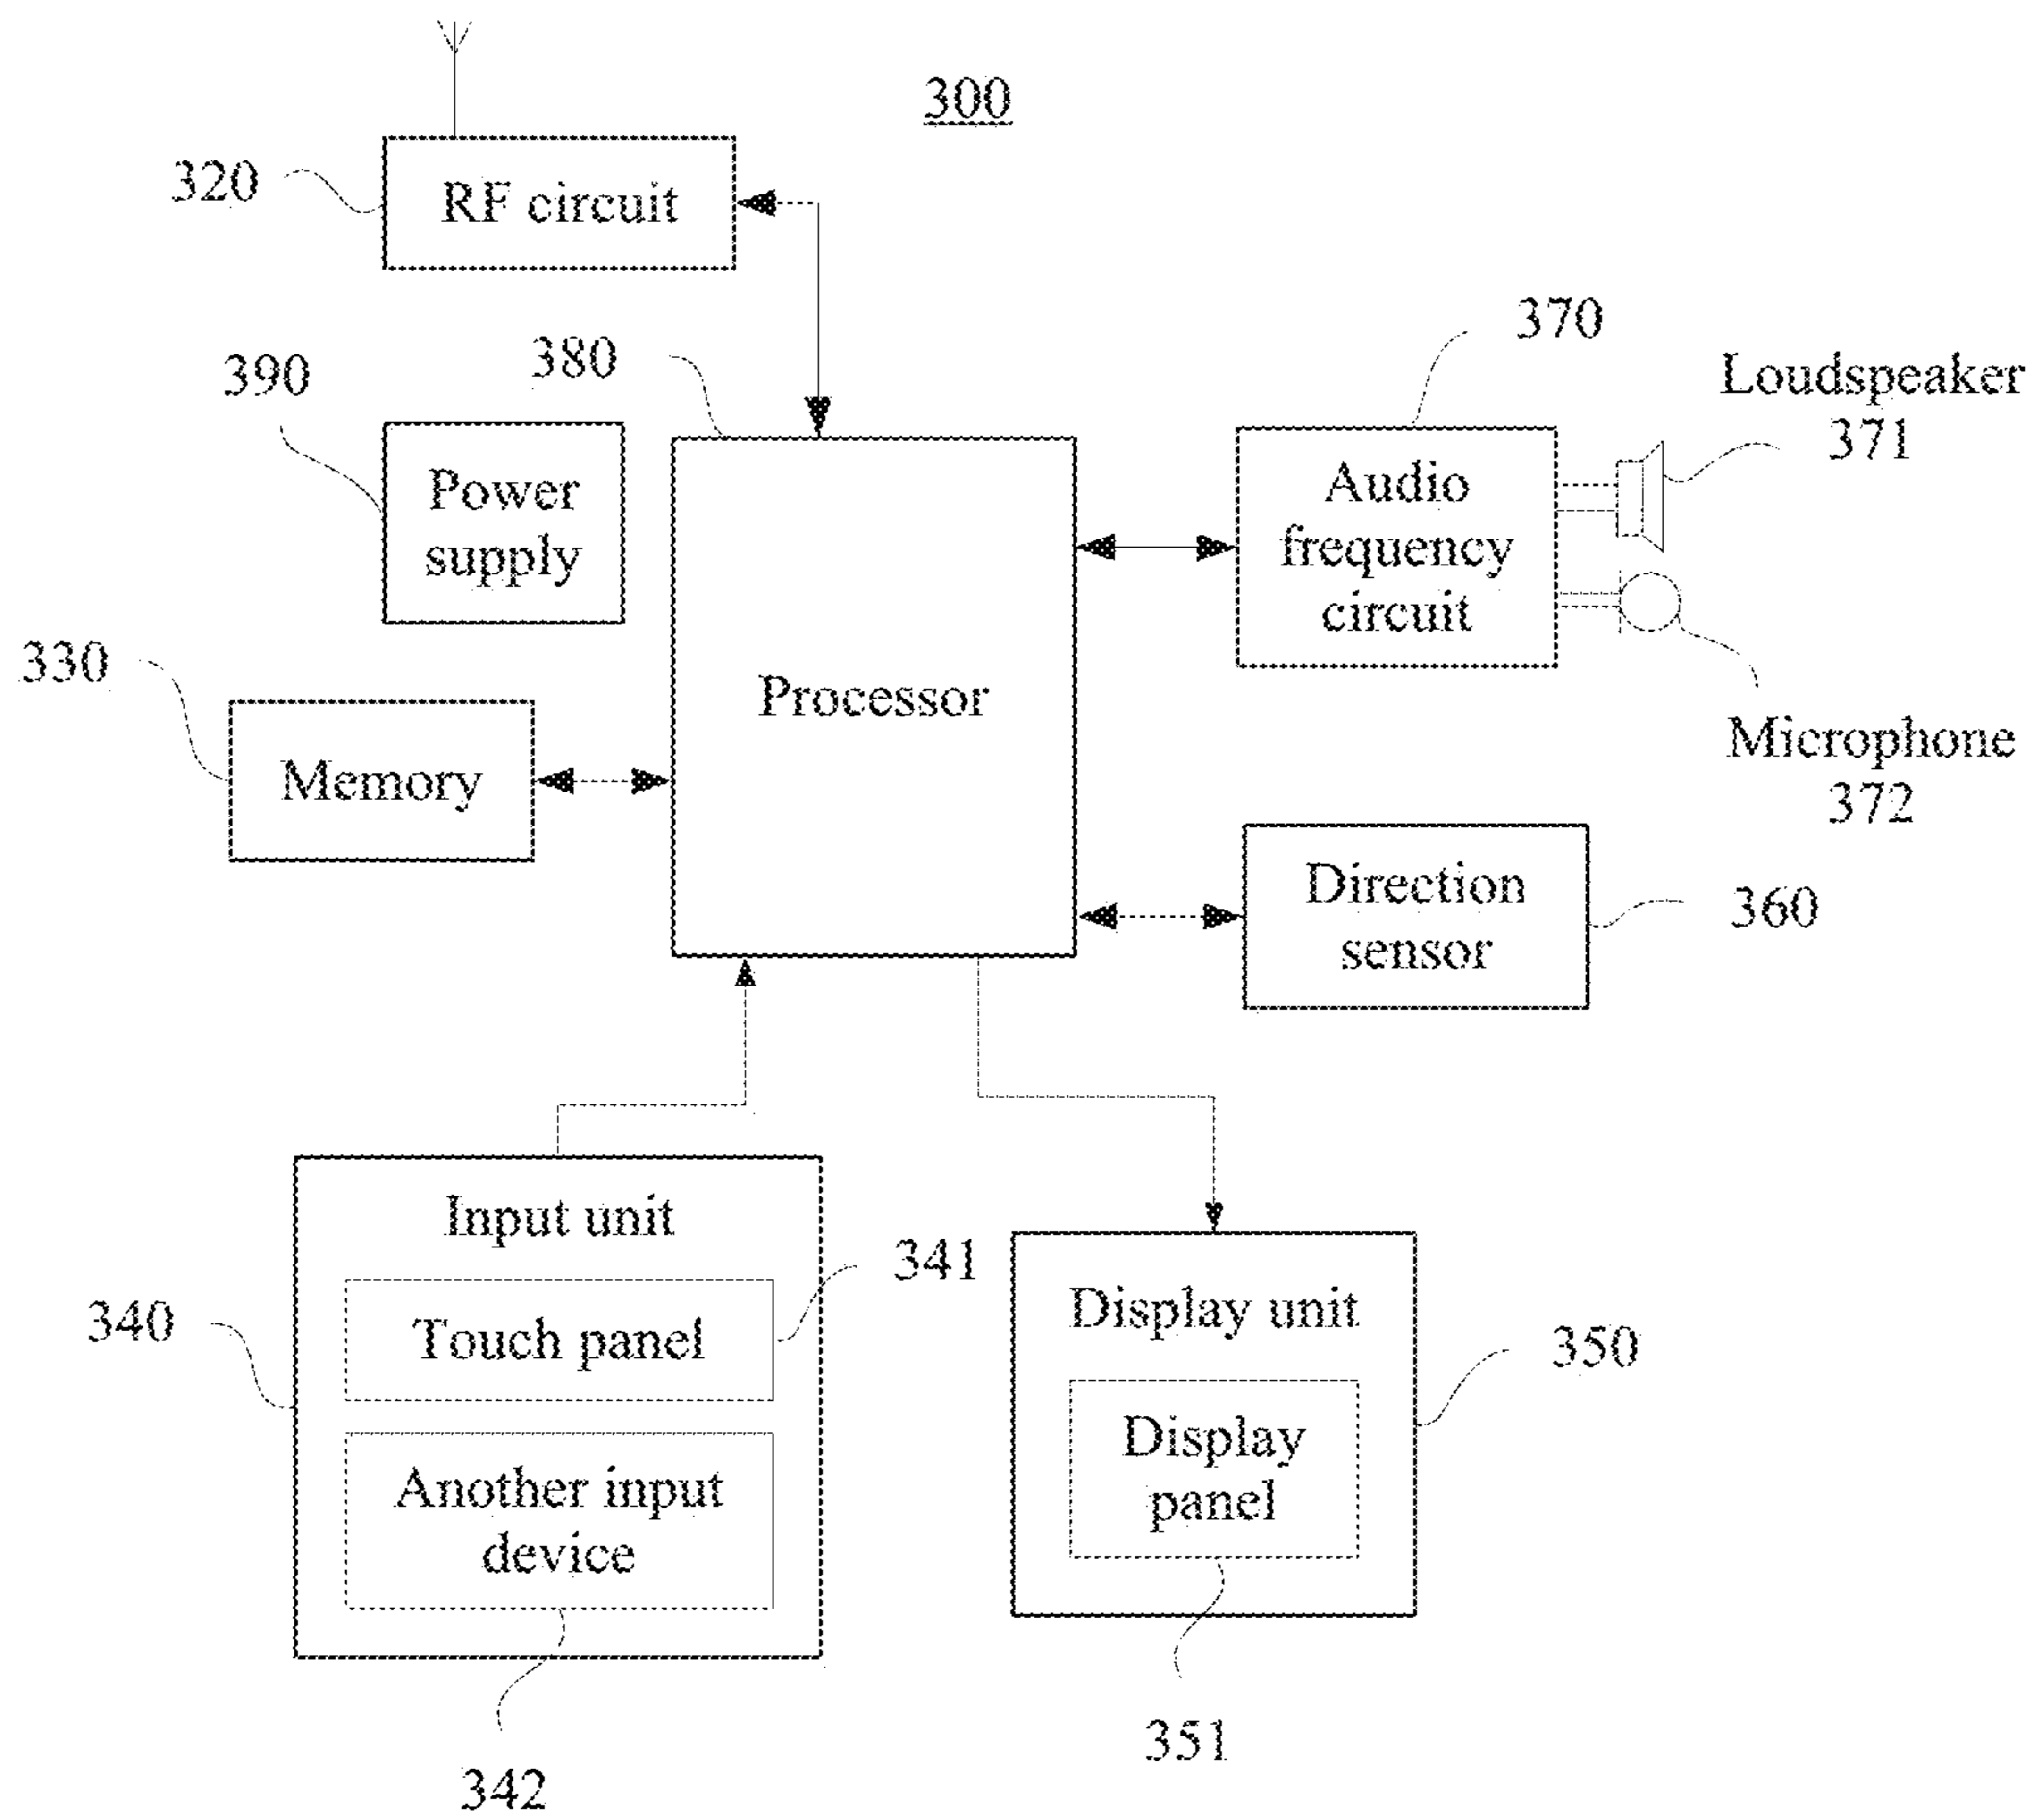 300
320
RF circuit
370
380
390
Loudspeaker
371
Power
supply
Audio
frequency
circuit
330
Processor
Memory
Microphone
372
Direction
sensor
360
Input unit
341
340
Touch panel
Display unit
350
Another input
device
Display
panel
351
342